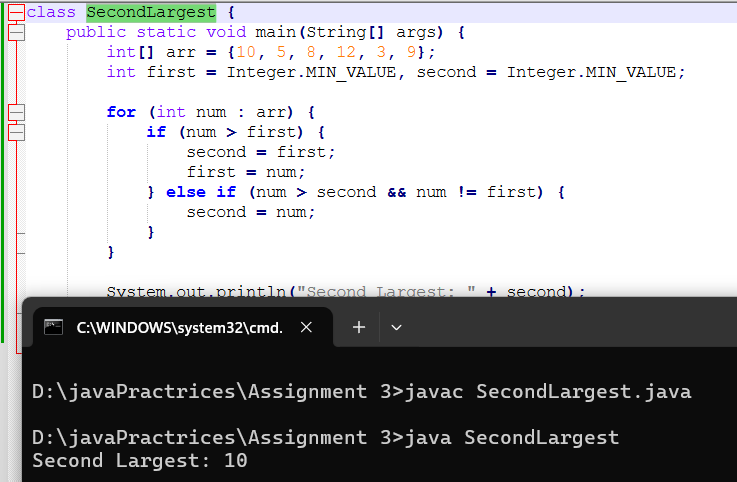 class SecondLargest {
public static void main(String[] args) {
int[] arr = {10, 5, 8, 12, 3, 9};
int first = Integer.MIN_VALUE, second = Integer.MIN_VALUE;
for (int num : arr) {
if (num > first) {
second = first;
first = num;
} else if (num > second && num != first) {
second = num;
}
}
System.out.println("Second Largest: " + second);
C:\WINDOWS\system32\cmd.
D:\javaPractrices\Assignment 3>javac SecondLargest.java
D:\javaPractrices\Assignment 3>java SecondLargest
Second Largest: 10